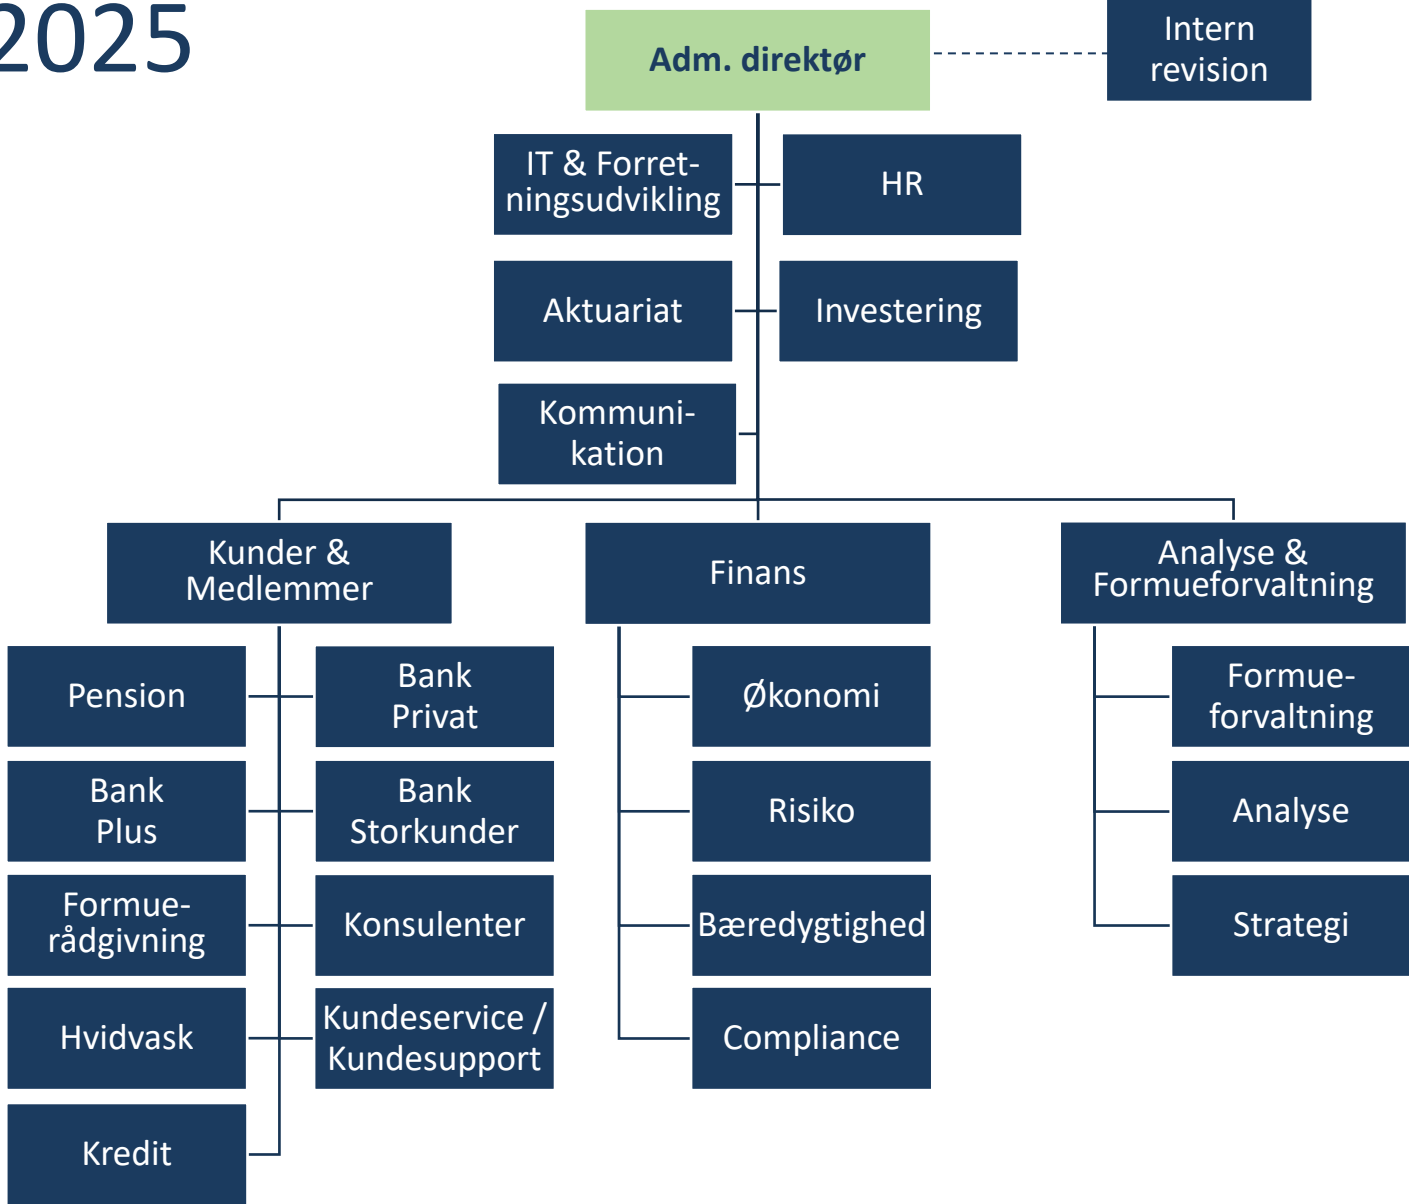 2025
Adm. direktør
Intern
revision
IT & Forret-
ningsudvikling
HR
Aktuariat
Investering
Kommuni-
kation
Kunder &
Medlemmer
Finans
Analyse &
Formueforvaltning
Pension
Bank
Privat
Økonomi
Formue-
forvaltning
Bank
Plus
Bank
Storkunder
Risiko
Analyse
Formue-
rådgivning
Konsulenter
Bæredygtighed
Strategi
Hvidvask
Kundeservice /
Kundesupport
Compliance
Kredit